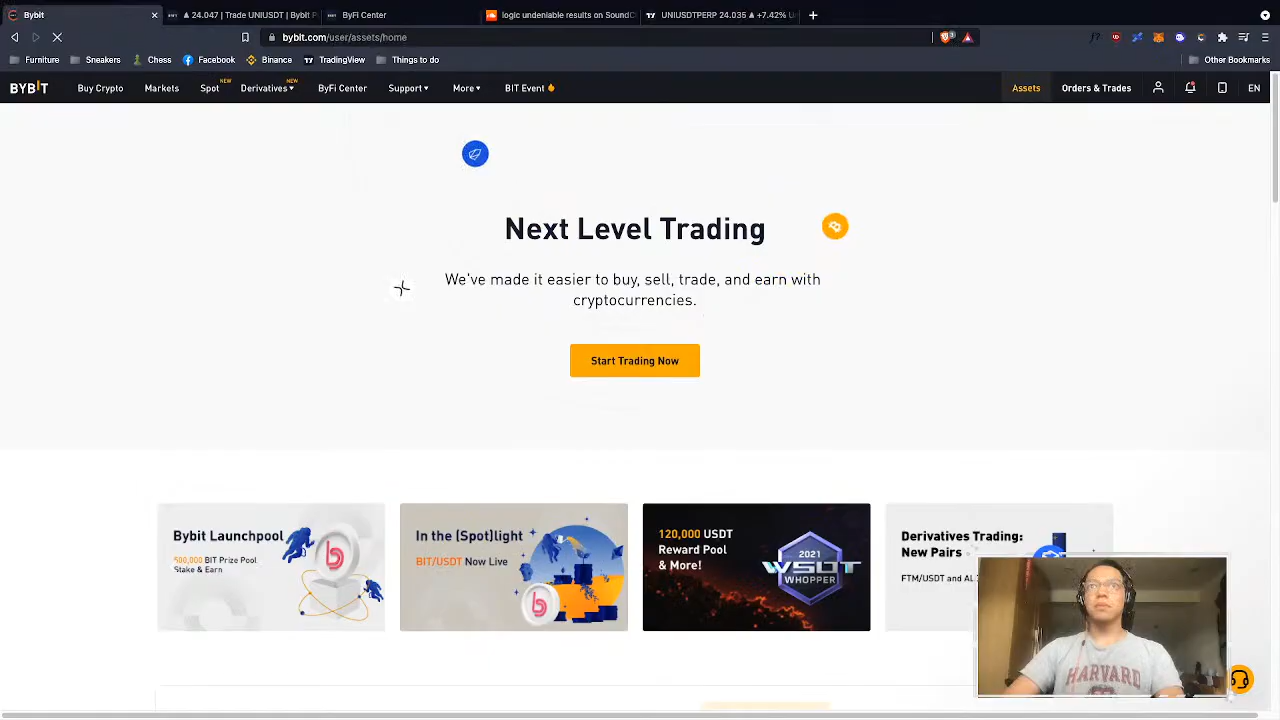 Bybit
24.047 | Trade UNIUSDT | Bybit P
ByFi Center
logic undeniable results on SoundC
UNIUSDTPERP 24.035 ▲ +7.42% U
bybit.com/user/assets/home
Furniture
Sneakers
Chess
Facebook
Binance
TradingView
Things to do
Other Bookmarks
BYBIT
Buy Crypto
Markets
Spot NEW
Derivatives NEW
ByFi Center
Support
More
BIT Event
Assets
Orders & Trades
EN
Next Level Trading
We've made it easier to buy, sell, trade, and earn with
cryptocurrencies.
Start Trading Now
Bybit Launchpool
500,000 BIT Prize Pool
Stake & Earn
In the (Spot)light
BIT/USDT Now Live
120,000 USDT
Reward Pool
& More!
2021
WSOT
WHOPPER
Derivatives Trading:
New Pairs
FTM/USDT and AL
HARVARD